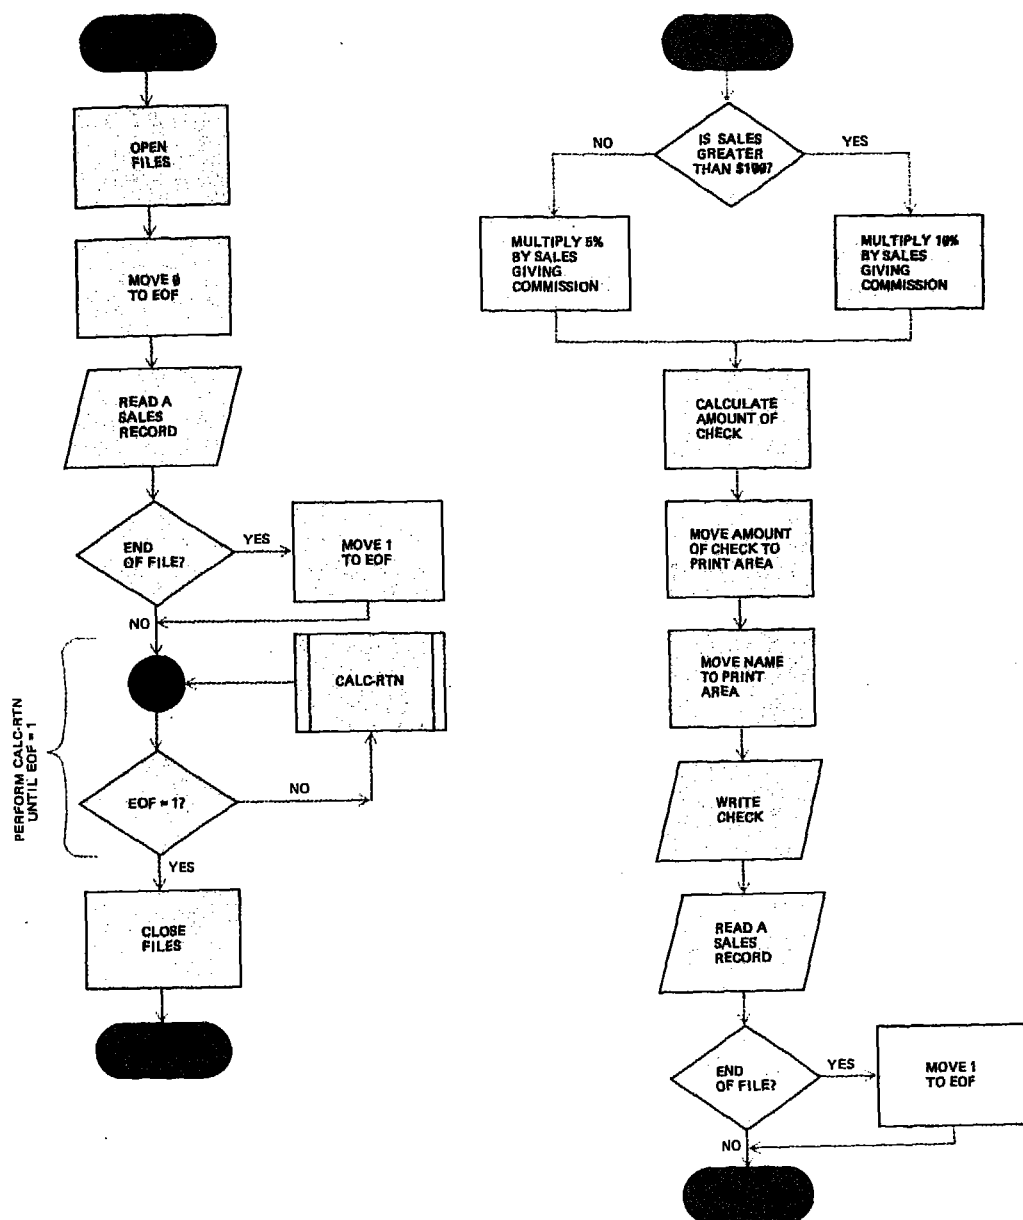 OPEN
FILES
MOVE 0
TO EOF
READ A
SALES
RECORD
END
OF FILE?
YES
MOVE 1
TO EOF
NO
CALC-RTN
PERFORM CALC-RTN
UNTIL EOF = 1
EOF = 1?
NO
YES
CLOSE
FILES
IS SALES
GREATER
THAN $100?
NO
YES
MULTIPLY 5%
BY SALES
GIVING
COMMISSION
MULTIPLY 10%
BY SALES
GIVING
COMMISSION
CALCULATE
AMOUNT OF
CHECK
MOVE AMOUNT
OF CHECK TO
PRINT AREA
MOVE NAME
TO PRINT
AREA
WRITE
CHECK
READ A
SALES
RECORD
END
OF FILE?
YES
MOVE 1
TO EOF
NO